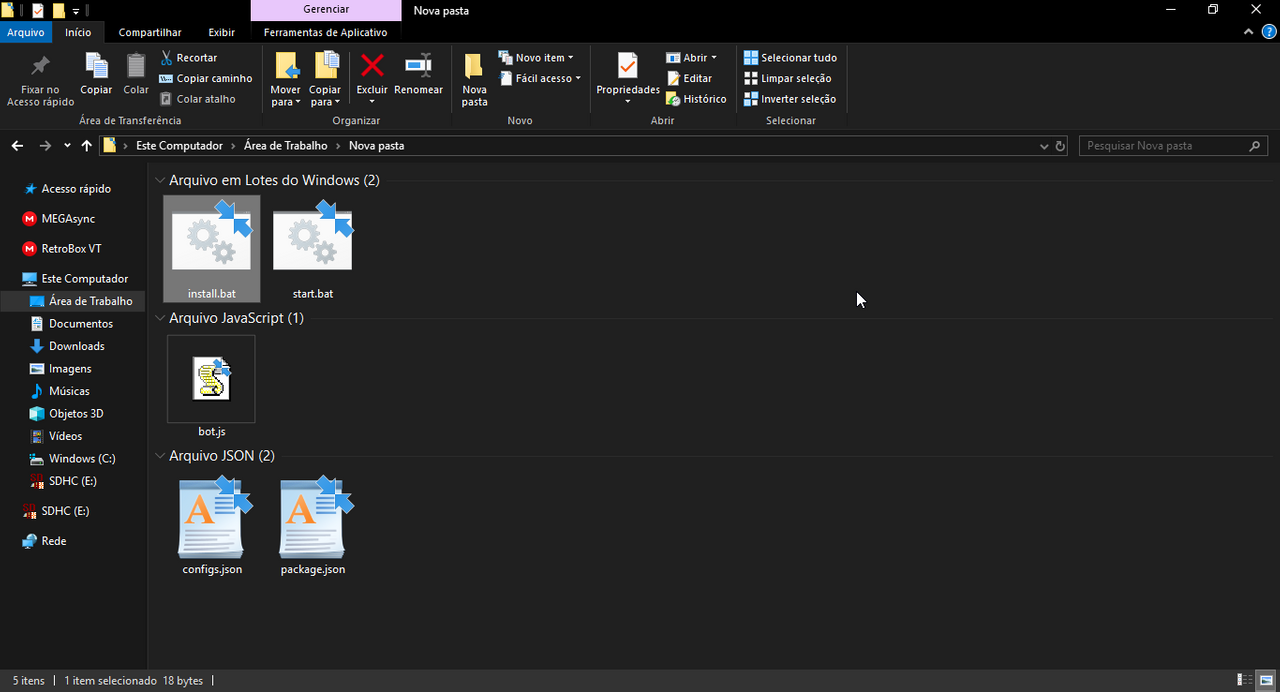 Gerenciar
Nova pasta
Arquivo Início Compartilhar Exibir Ferramentas de Aplicativo
Fixar no
Acesso rápido
Copiar
Colar
Recortar
Copiar caminho
Colar atalho
Área de Transferência
Mover
para
Copiar
para
Excluir
Renomear
Organizar
Nova
pasta
Novo item
Fácil acesso
Novo
Propriedades
Abrir
Editar
Histórico
Abrir
Selecionar tudo
Limpar seleção
Inverter seleção
Selecionar
Este Computador › Área de Trabalho › Nova pasta
Pesquisar Nova pasta
Acesso rápido
MEGAsync
RetroBox VT
Este Computador
Área de Trabalho
Documentos
Downloads
Imagens
Músicas
Objetos 3D
Vídeos
Windows (C:)
SDHC (E:)
SDHC (E:)
Rede
Arquivo em Lotes do Windows (2)
install.bat
start.bat
Arquivo JavaScript (1)
bot.js
Arquivo JSON (2)
configs.json
package.json
5 itens
1 item selecionado 18 bytes